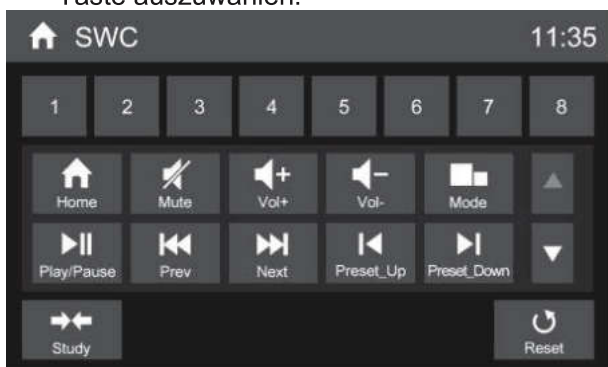 Taste auszuwählen.
SWC 11:35
1 2 3 4 5 6 7 8
Home Mute Vol+ Vol- Mode
Play/Pause Prev Next Preset_Up Preset_Down
Study Reset